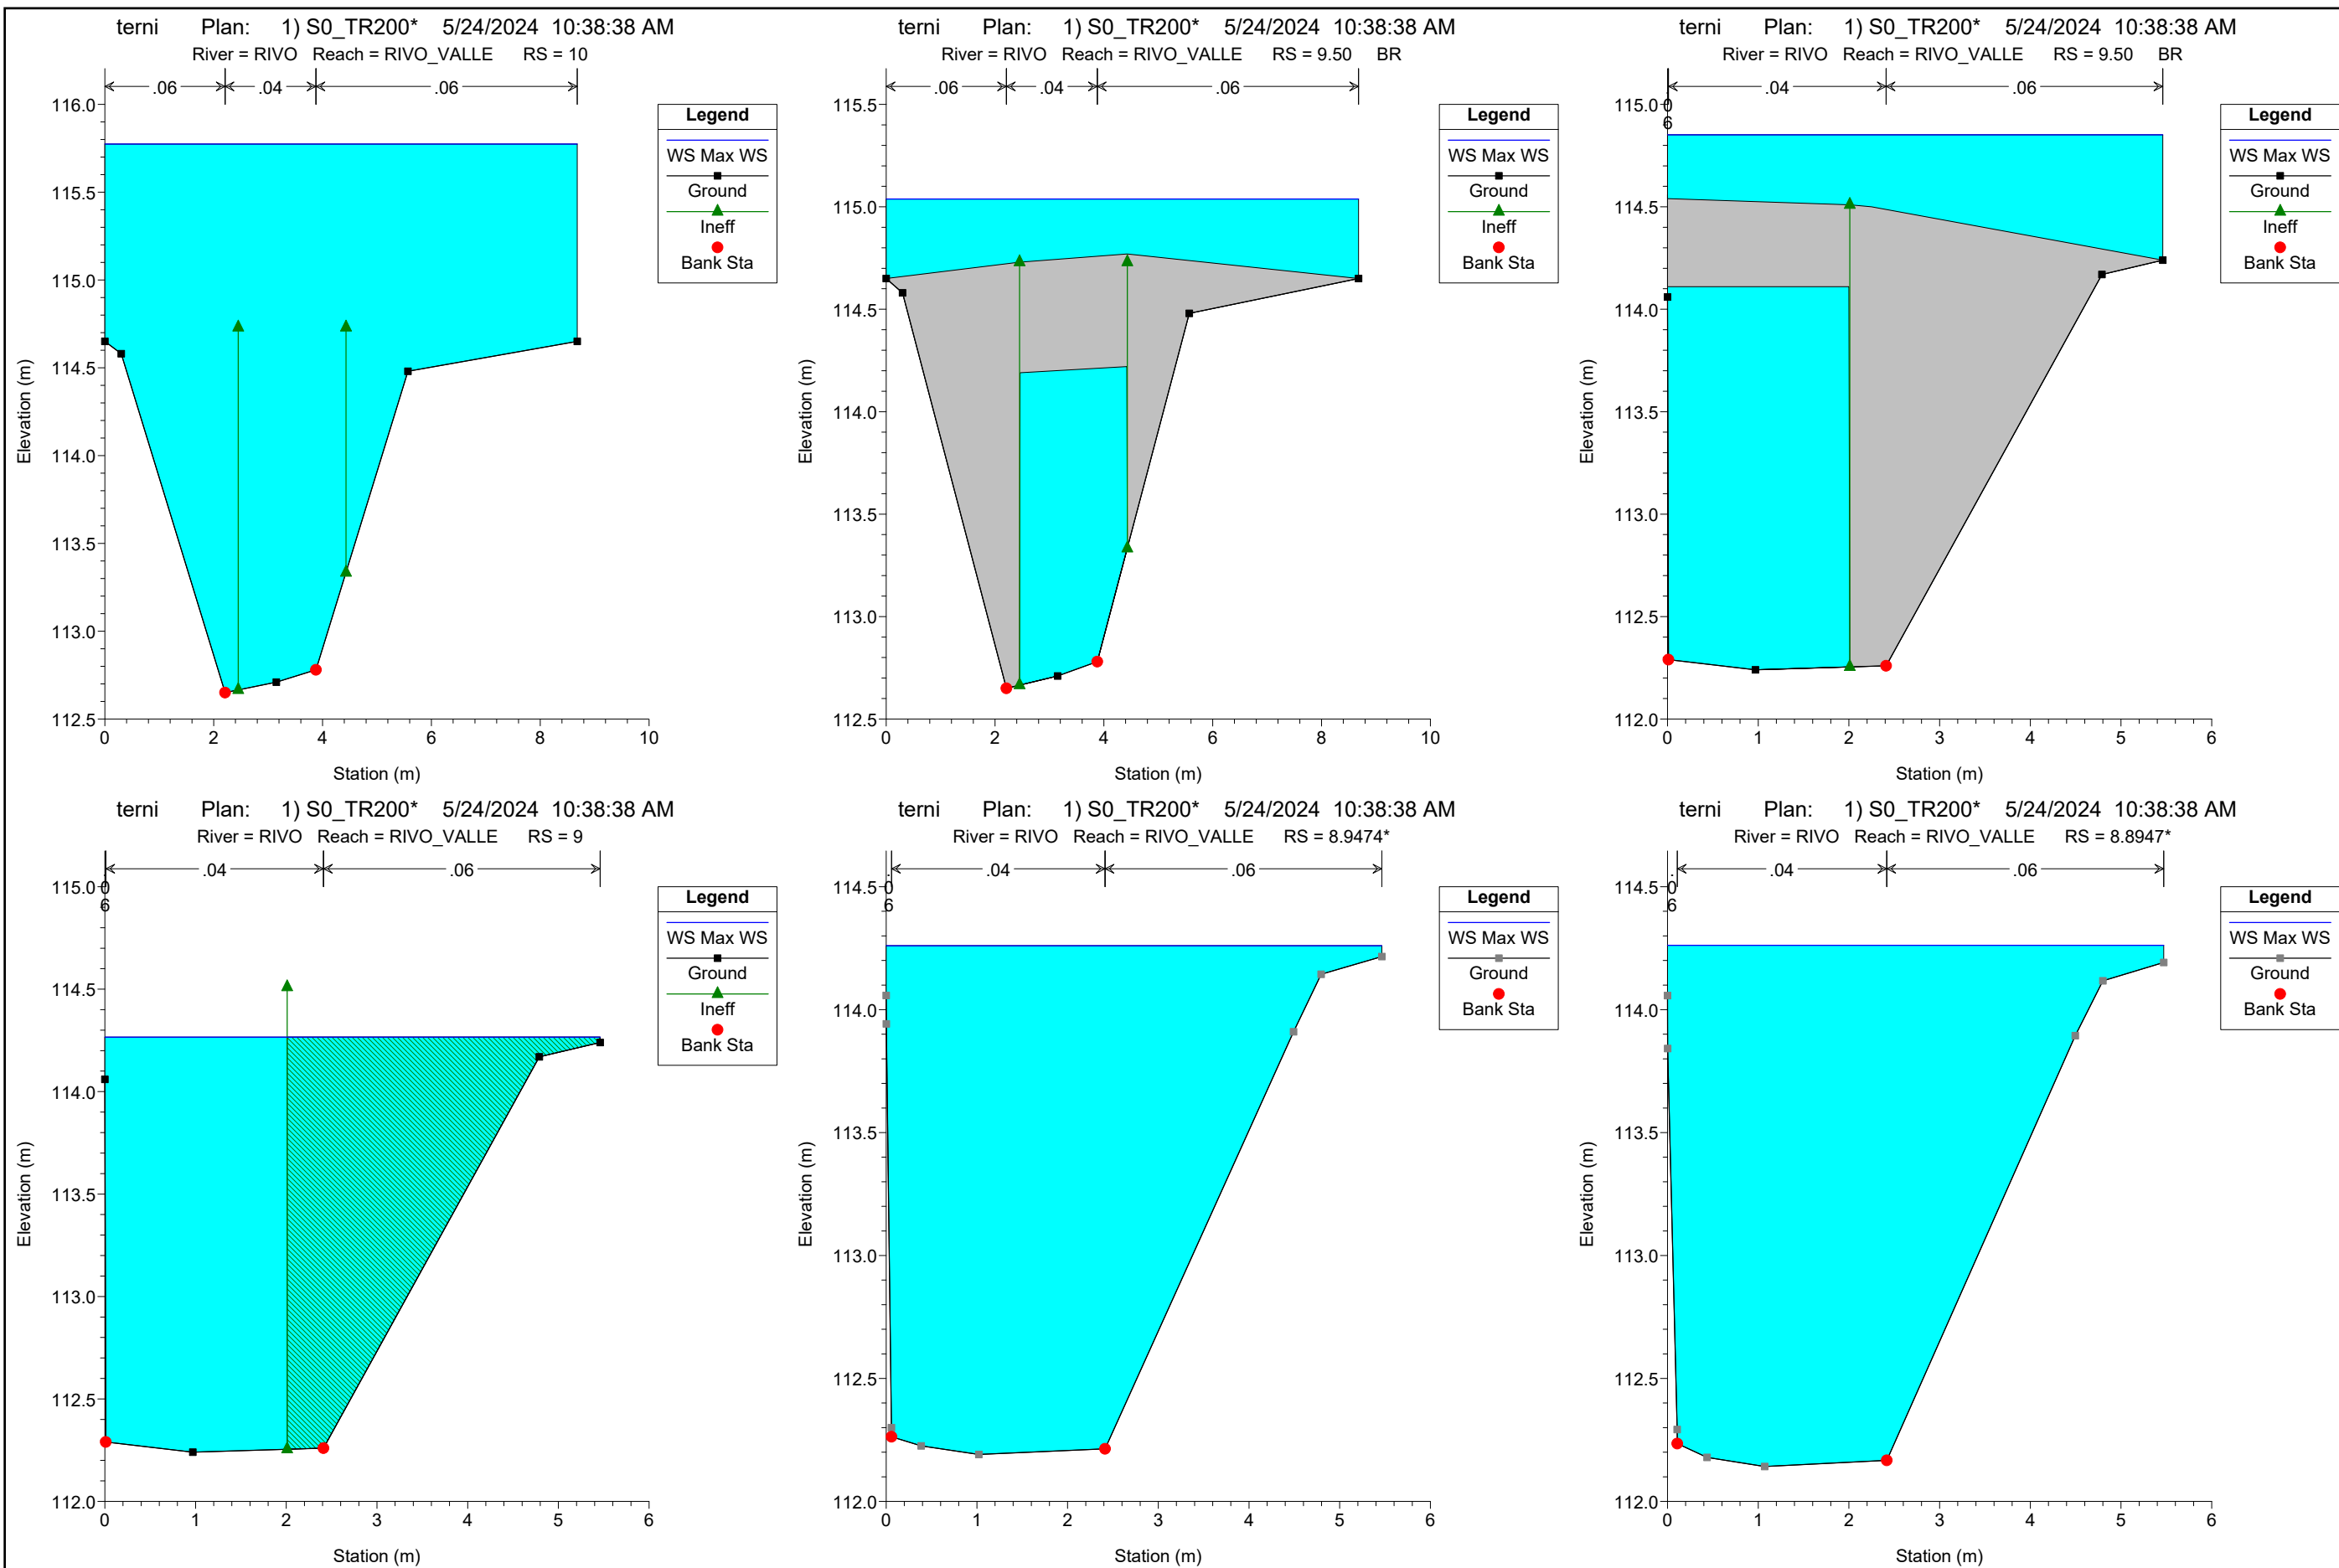 terni Plan: 1) S0_TR200* 5/24/2024 10:38:38 AM
River = RIVO Reach = RIVO_VALLE RS = 10
.06 .04 .06
116.0
115.5
115.0
114.5
114.0
113.5
113.0
112.5
Elevation (m)
0 2 4 6 8 10
Station (m)
Legend
WS Max WS
Ground
Ineff
Bank Sta
terni Plan: 1) S0_TR200* 5/24/2024 10:38:38 AM
River = RIVO Reach = RIVO_VALLE RS = 9.50 BR
.06 .04 .06
115.5
115.0
114.5
114.0
113.5
113.0
112.5
Elevation (m)
0 2 4 6 8 10
Station (m)
Legend
WS Max WS
Ground
Ineff
Bank Sta
terni Plan: 1) S0_TR200* 5/24/2024 10:38:38 AM
River = RIVO Reach = RIVO_VALLE RS = 9.50 BR
.04 .06
0
6
115.0
114.5
114.0
113.5
113.0
112.5
112.0
Elevation (m)
0 1 2 3 4 5 6
Station (m)
Legend
WS Max WS
Ground
Ineff
Bank Sta
terni Plan: 1) S0_TR200* 5/24/2024 10:38:38 AM
River = RIVO Reach = RIVO_VALLE RS = 9
.04 .06
0
6
115.0
114.5
114.0
113.5
113.0
112.5
112.0
Elevation (m)
0 1 2 3 4 5 6
Station (m)
Legend
WS Max WS
Ground
Ineff
Bank Sta
terni Plan: 1) S0_TR200* 5/24/2024 10:38:38 AM
River = RIVO Reach = RIVO_VALLE RS = 8.9474*
.04 .06
.
0
6
114.5
114.0
113.5
113.0
112.5
112.0
Elevation (m)
0 1 2 3 4 5 6
Station (m)
Legend
WS Max WS
Ground
Bank Sta
terni Plan: 1) S0_TR200* 5/24/2024 10:38:38 AM
River = RIVO Reach = RIVO_VALLE RS = 8.8947*
.04 .06
.
0
6
114.5
114.0
113.5
113.0
112.5
112.0
Elevation (m)
0 1 2 3 4 5 6
Station (m)
Legend
WS Max WS
Ground
Bank Sta